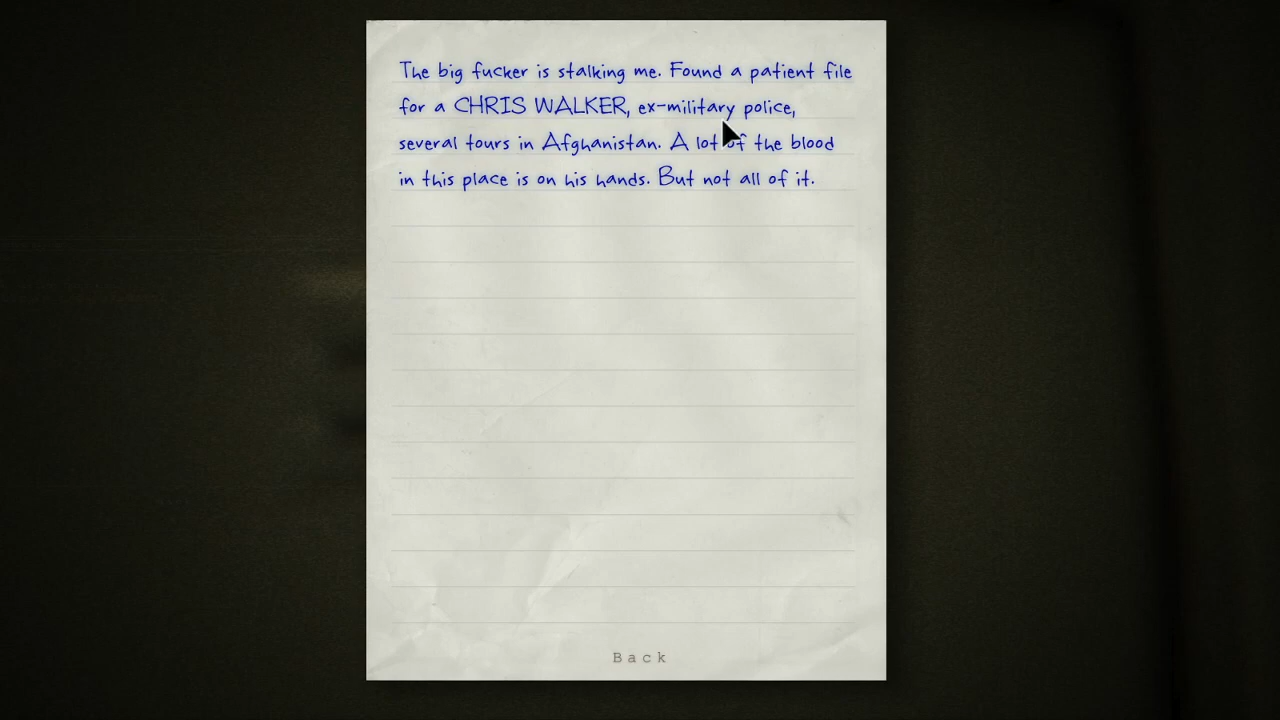 The big fucker is stalking me. Found a patient file
for a CHRIS WALKER, ex-military police,
several tours in Afghanistan. A lot of the blood
in this place is on his hands. But not all of it.
Back